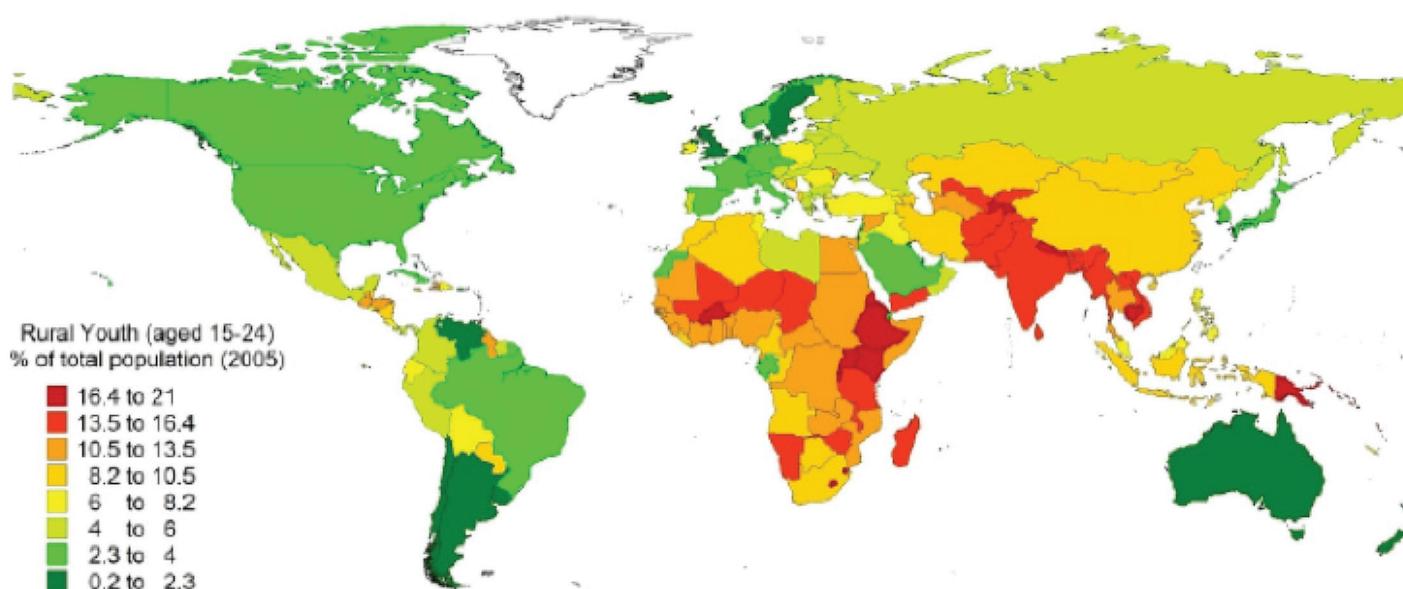 Rural Youth (aged 15-24)
% of total population (2005)
16.4 to 21
13.5 to 16.4
10.5 to 13.5
8.2 to 10.5
6 to 8.2
4 to 6
2.3 to 4
0.2 to 2.3